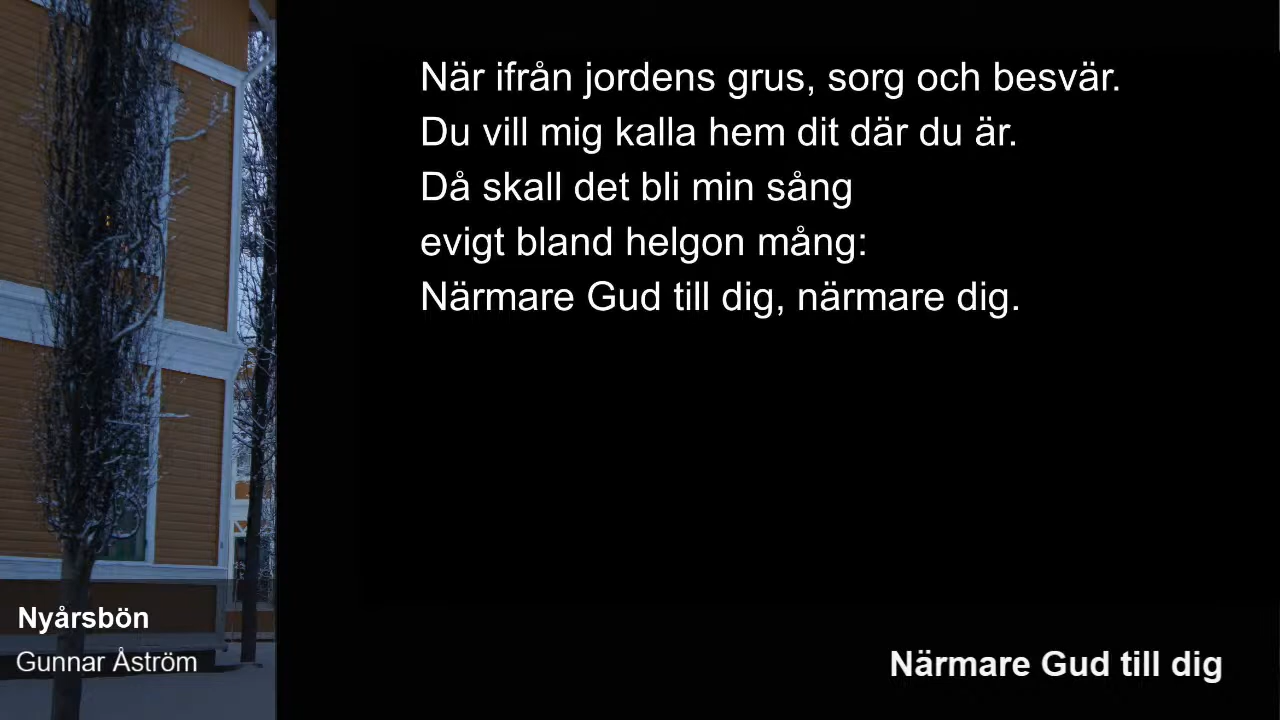 När ifrån jordens grus, sorg och besvär.
Du vill mig kalla hem dit där du är.
Då skall det bli min sång
evigt bland helgon mång:
Närmare Gud till dig, närmare dig.
Nyårsbön
Gunnar Åström
Närmare Gud till dig